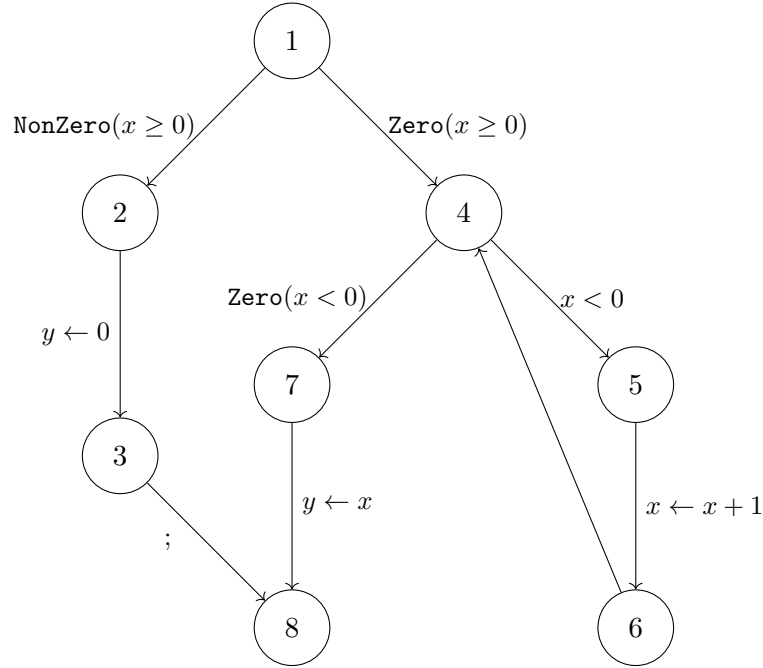 1
NonZero(x ≥ 0)
Zero(x ≥ 0)
2
4
Zero(x < 0)
x < 0
y ← 0
7
5
3
y ← x
x ← x + 1
;
8
6